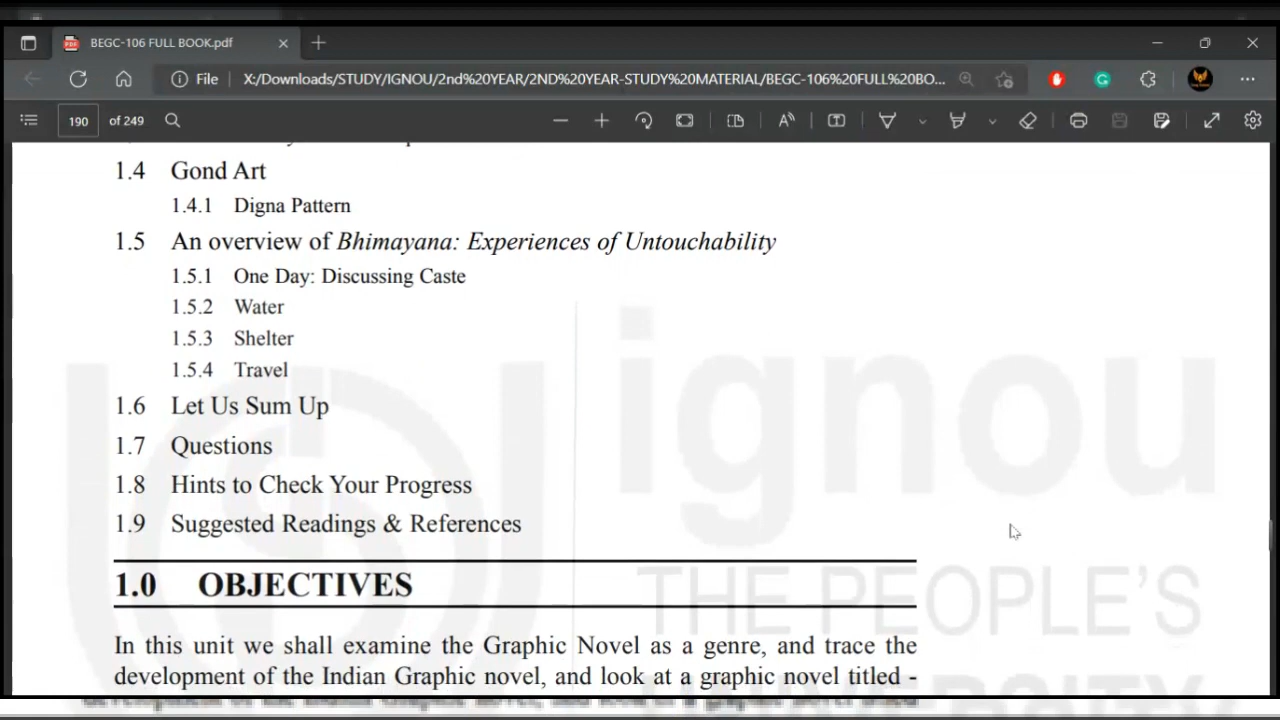 BEGC-106 FULL BOOK.pdf
File X:/Downloads/STUDY/IGNOU/2nd%20YEAR/2ND%20YEAR-STUDY%20MATERIAL/BEGC-106%20FULL%20BO...
190 of 249
1.4 Gond Art
1.4.1 Digna Pattern
1.5 An overview of Bhimayana: Experiences of Untouchability
1.5.1 One Day: Discussing Caste
1.5.2 Water
1.5.3 Shelter
1.5.4 Travel
1.6 Let Us Sum Up
1.7 Questions
1.8 Hints to Check Your Progress
1.9 Suggested Readings & References
1.0 OBJECTIVES
In this unit we shall examine the Graphic Novel as a genre, and trace the
development of the Indian Graphic novel, and look at a graphic novel titled -
ignou
THE PEOPLE'S
UNIVERSITY